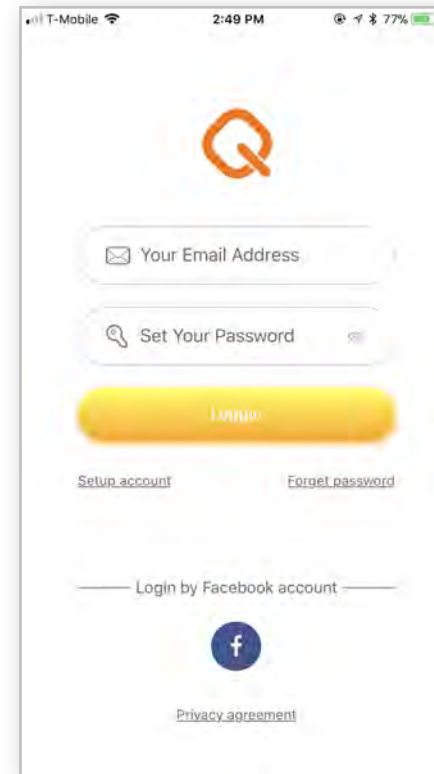 T-Mobile 2:49 PM 77%
Your Email Address
Set Your Password
Setup account Forget password
Login by Facebook account
Privacy agreement